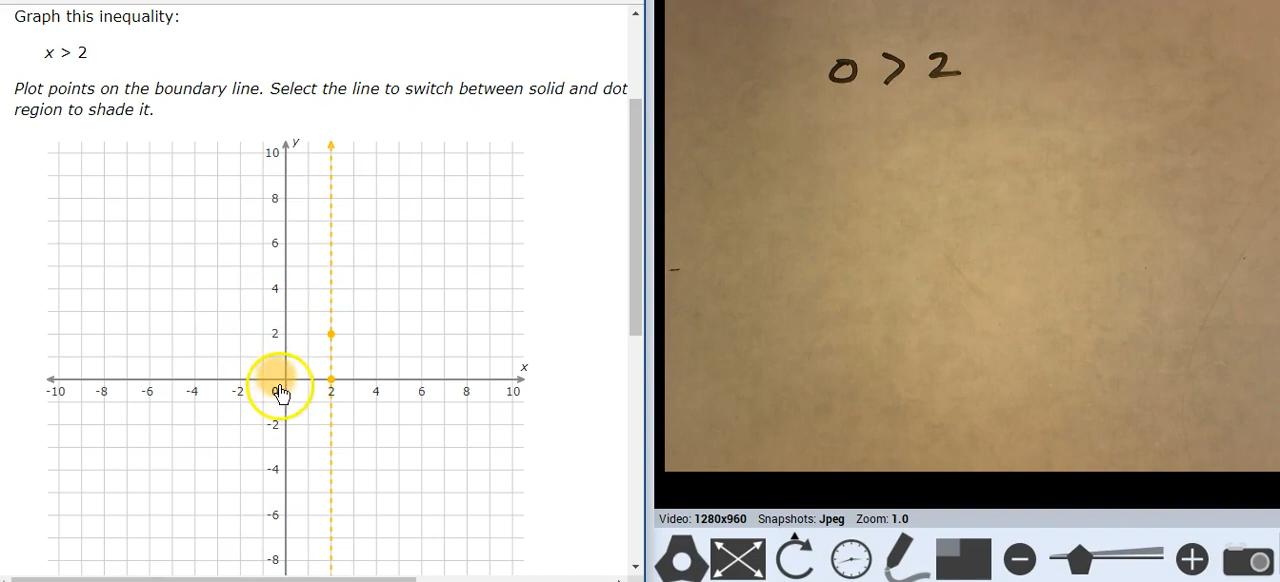 Graph this inequality:
x > 2
Plot points on the boundary line. Select the line to switch between solid and dot
region to shade it.
0 > 2
y
10
8
6
4
2
x
-10 -8 -6 -4 -2 0 2 4 6 8 10
-2
-4
-6
-8
Video: 1280x960 Snapshots: Jpeg Zoom: 1.0